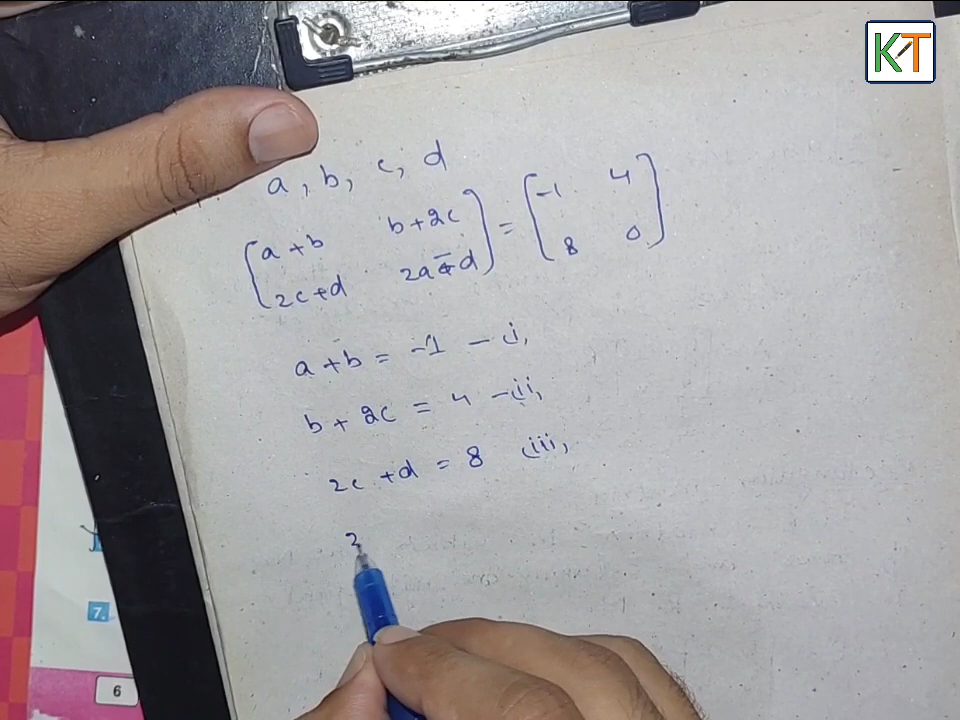 KT
a, b, c, d
[a+b b+2c] = [-1 4]
[2c+d 2a-d] [8 0]
a+b = -1 - i,
b+2c = 4 - ii,
2c+d = 8 iii,
2
7.
6